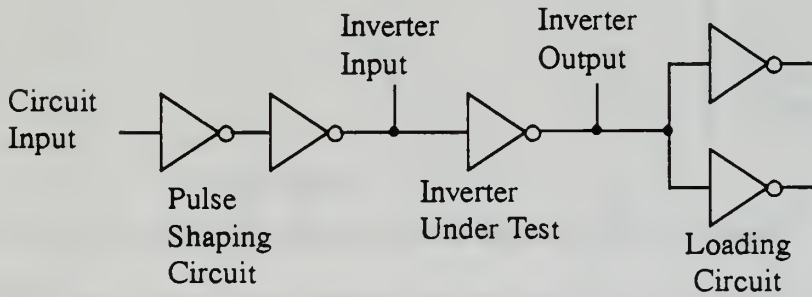 Inverter
Input
Inverter
Output
Circuit
Input
Pulse
Shaping
Circuit
Inverter
Under Test
Loading
Circuit